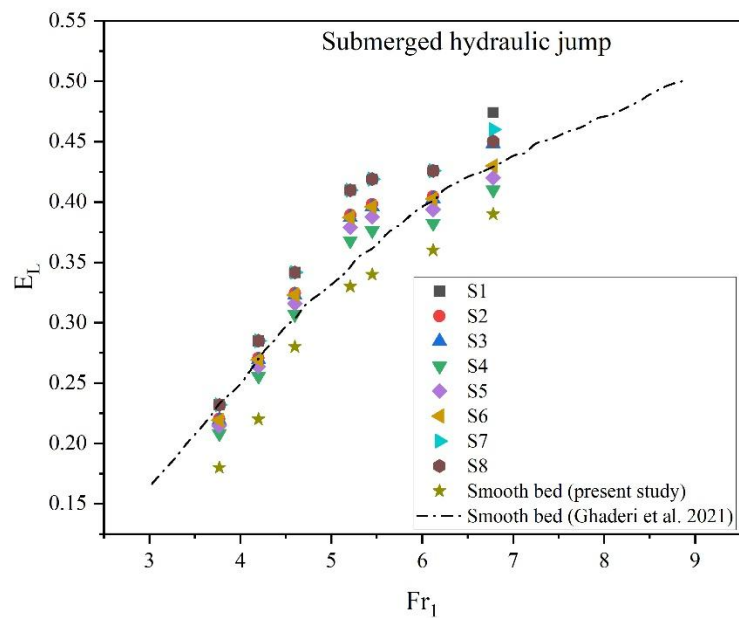 Submerged hydraulic jump
0.55
0.50
0.45
0.40
0.35
0.30
0.25
0.20
0.15
E_L
S1
S2
S3
S4
S5
S6
S7
S8
Smooth bed (present study)
Smooth bed (Ghaderi et al. 2021)
3 4 5 6 7 8 9
Fr₁